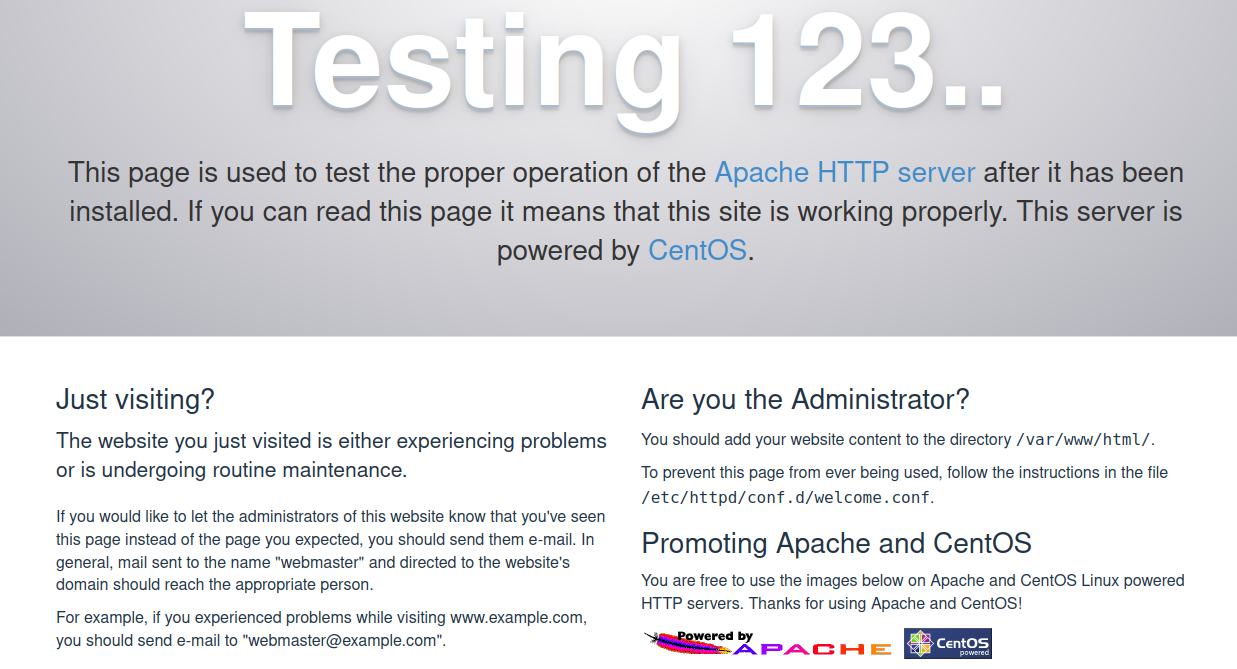 Testing 123..
This page is used to test the proper operation of the Apache HTTP server after it has been
installed. If you can read this page it means that this site is working properly. This server is
powered by CentOS.
Just visiting?
The website you just visited is either experiencing problems
or is undergoing routine maintenance.
If you would like to let the administrators of this website know that you've seen
this page instead of the page you expected, you should send them e-mail. In
general, mail sent to the name "webmaster" and directed to the website's
domain should reach the appropriate person.
For example, if you experienced problems while visiting www.example.com,
you should send e-mail to "webmaster@example.com".
Are you the Administrator?
You should add your website content to the directory /var/www/html/.
To prevent this page from ever being used, follow the instructions in the file
/etc/httpd/conf.d/welcome.conf.
Promoting Apache and CentOS
You are free to use the images below on Apache and CentOS Linux powered
HTTP servers. Thanks for using Apache and CentOS!
Powered by
APACHE
CentOS
powered